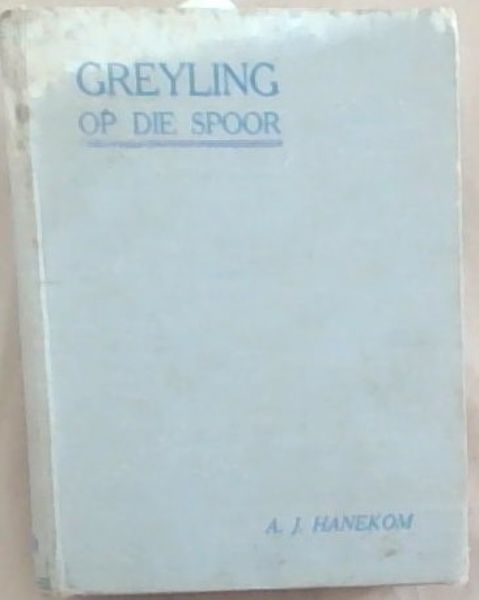 GREYLING
OP DIE SPOOR
A. J. HANEKOM